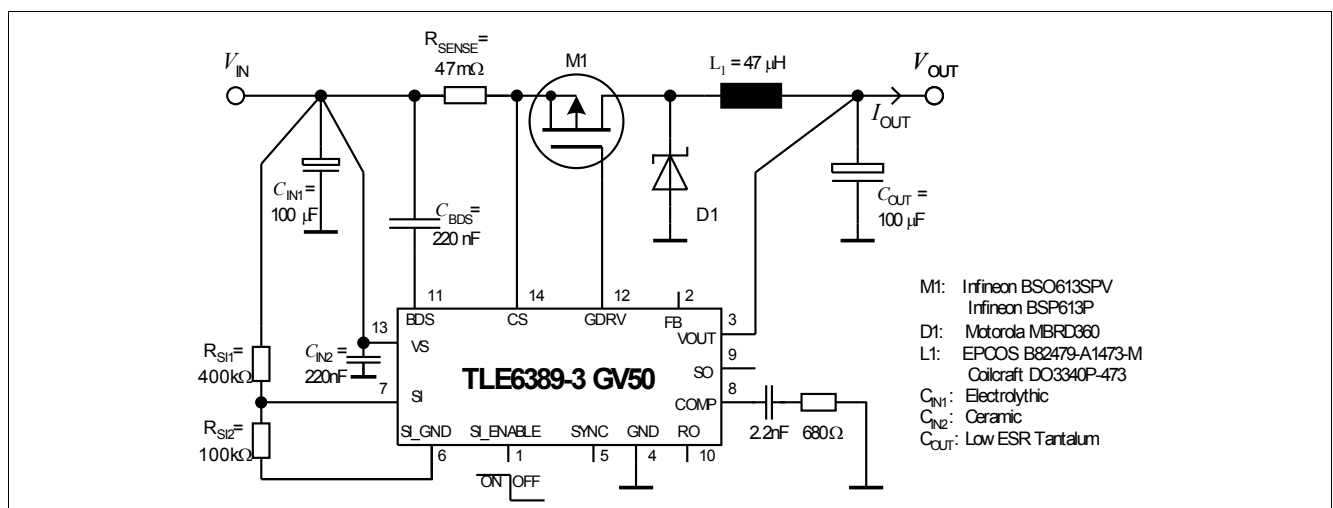 R_SENSE=
47mΩ
M1
L₁ = 47 µH
V_IN
V_OUT
I_OUT
C_IN1=
100 µF
C_BDS=
220 nF
D1
C_OUT =
100 µF
11
14
12
2
13
BDS
CS
GDRV
FB
3
VOUT
VS
R_SI1=
400kΩ
C_IN2=
220nF
TLE6389-3 GV50
9
SO
7
SI
8
COMP
R_SI2=
100kΩ
SI_GND
SI_ENABLE
SYNC
GND
RO
2.2nF
680Ω
6
1
5
4
10
ON
OFF
M1: Infineon BSO613SPV
Infineon BSP613P
D1: Motorola MBRD360
L1: EPCOS B82479-A1473-M
Coilcraft DO3340P-473
C_IN1: Electrolythic
C_IN2: Ceramic
C_OUT: Low ESR Tantalum